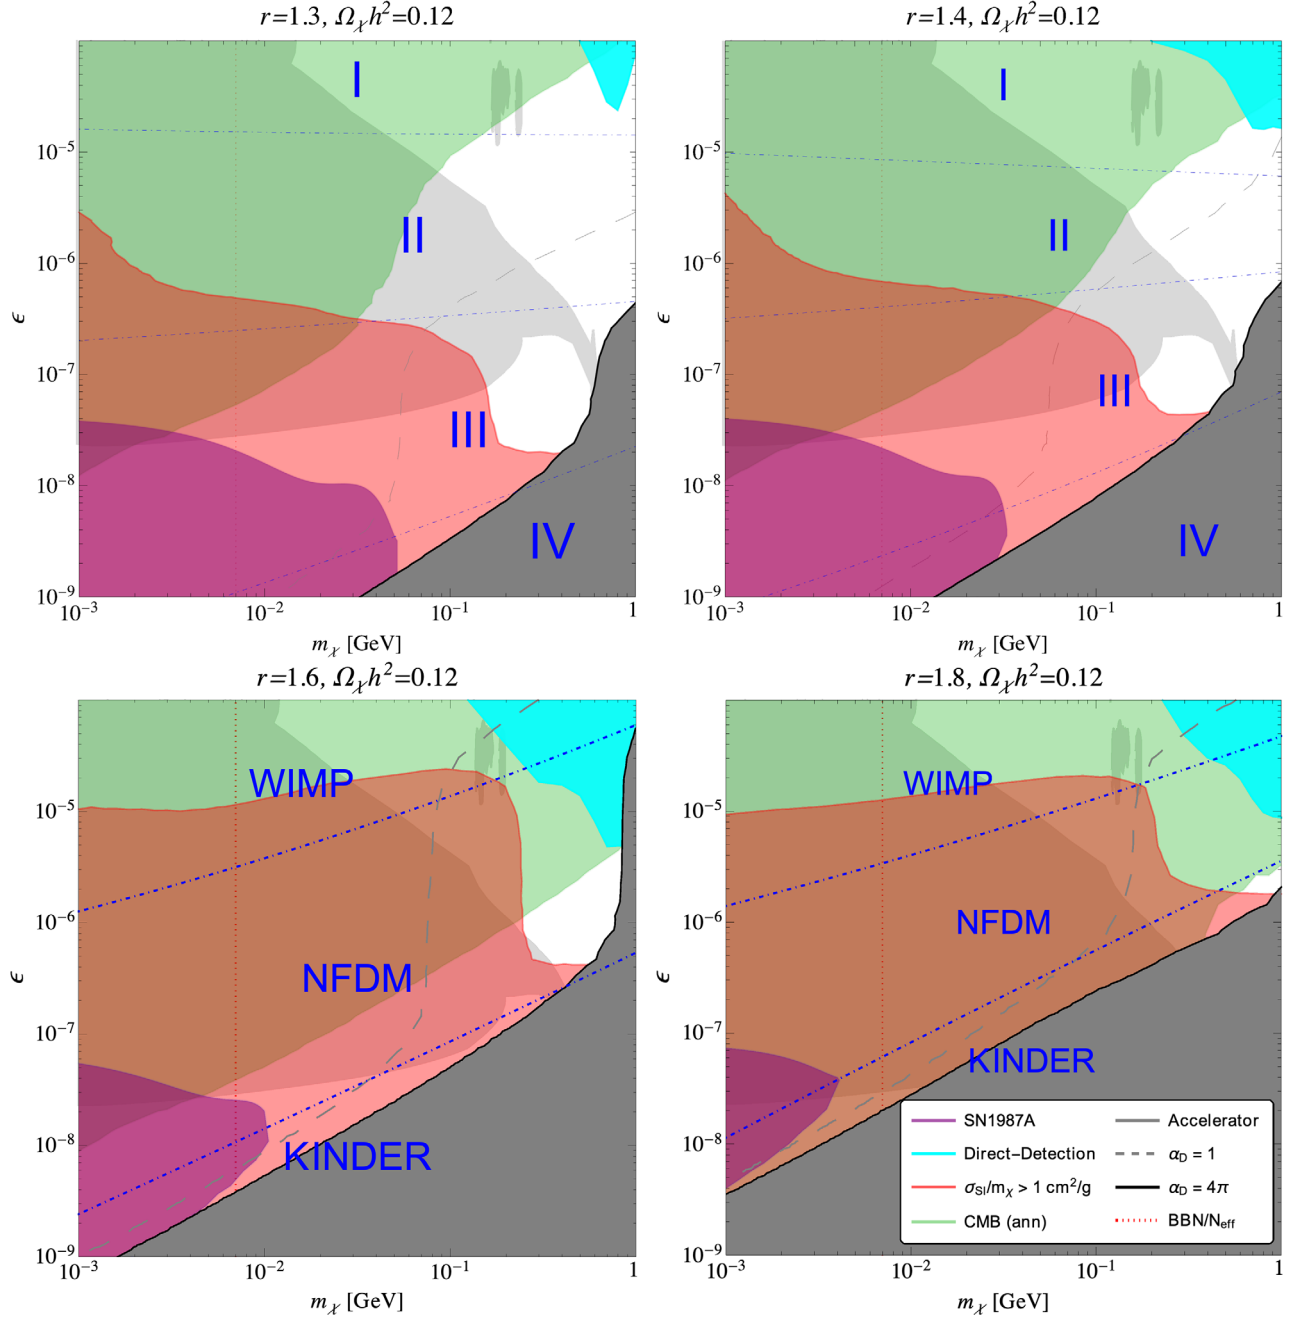 r=1.3, Ωχh²=0.12
I
II
III
IV
10⁻⁵
10⁻⁶
10⁻⁷
10⁻⁸
10⁻⁹
ϵ
10⁻³ 10⁻² 10⁻¹ 1
mχ [GeV]
r=1.4, Ωχh²=0.12
I
II
III
IV
10⁻⁵
10⁻⁶
10⁻⁷
10⁻⁸
10⁻⁹
ϵ
10⁻³ 10⁻² 10⁻¹ 1
mχ [GeV]
r=1.6, Ωχh²=0.12
WIMP
NFDM
KINDER
10⁻⁵
10⁻⁶
10⁻⁷
10⁻⁸
10⁻⁹
ϵ
10⁻³ 10⁻² 10⁻¹ 1
mχ [GeV]
r=1.8, Ωχh²=0.12
WIMP
NFDM
KINDER
10⁻⁵
10⁻⁶
10⁻⁷
10⁻⁸
10⁻⁹
ϵ
10⁻³ 10⁻² 10⁻¹ 1
mχ [GeV]
SN1987A Accelerator
Direct−Detection αD = 1
σSI/mχ > 1 cm²/g αD = 4π
CMB (ann) BBN/Neff